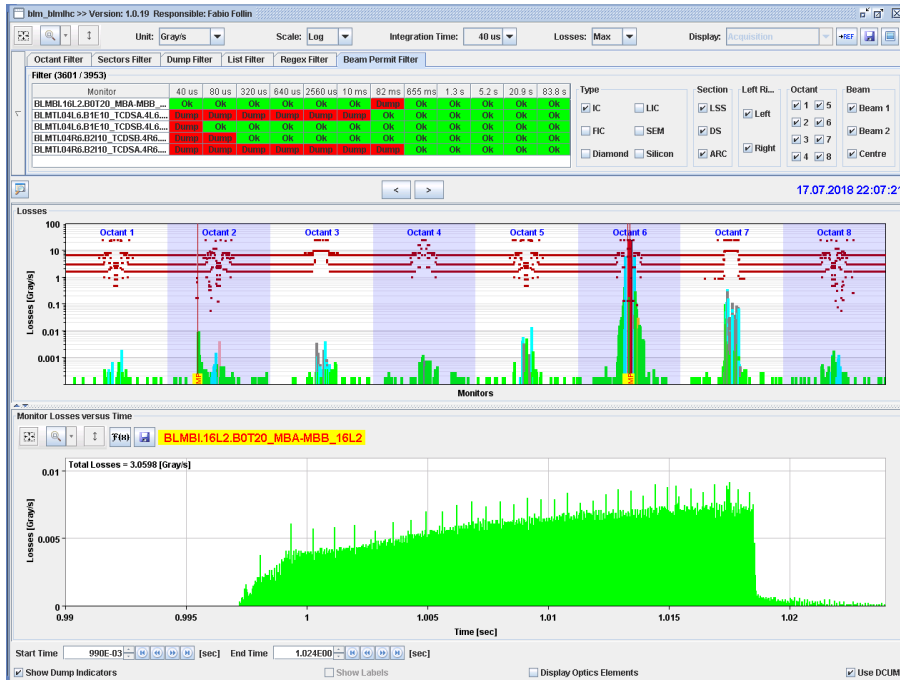 blm_blmlhc >> Version: 1.0.19 Responsible: Fabio Follin
Unit: Gray/s Scale: Log Integration Time: 40 us Losses: Max Display: Acquisition →REF
Octant Filter Sectors Filter Dump Filter List Filter Regex Filter Beam Permit Filter
Filter (3601 / 3953)
Monitor 40 us 80 us 320 us 640 us 2560 us 10 ms 82 ms 655 ms 1.3 s 5.2 s 20.9 s 83.8 s
BLMBI.16L2.B0T20_MBA-MBB_... Ok Ok Ok Ok Ok Ok Dump Ok Ok Ok Ok Ok
BLMTI.04L6.B1E10_TCDSA.4L6.... Dump Dump Dump Dump Dump Dump Ok Ok Ok Ok Ok Ok
BLMTI.04L6.B1E10_TCDSB.4L6.... Dump Ok Ok Ok Ok Ok Ok Ok Ok Ok Ok Ok
BLMTI.04R6.B2I10_TCDSB.4R6.... Dump Dump Ok Ok Ok Ok Ok Ok Ok Ok Ok Ok
BLMTI.04R6.B2I10_TCDSA.4R6.... Dump Dump Dump Dump Dump Dump Dump Ok Ok Ok Ok Ok
Type
IC LIC
FIC SEM
Diamond Silicon
Section
LSS
DS
ARC
Left Ri...
Left
Right
Octant
1 5
2 6
3 7
4 8
Beam
Beam 1
Beam 2
Centre
< >
17.07.2018 22:07:21
Losses
Octant 1 Octant 2 Octant 3 Octant 4 Octant 5 Octant 6 Octant 7 Octant 8
100
10
1
0.1
0.01
0.001
Losses [Gray/s]
Monitors
Monitor Losses versus Time
F(x) BLMBI.16L2.B0T20_MBA-MBB_16L2
Total Losses = 3.0598 [Gray/s]
0.01
0.005
0
Losses [Gray/s]
0.99 0.995 1 1.005 1.01 1.015 1.02
Time [sec]
Start Time 990E-03 [sec] End Time 1.024E00 [sec]
Show Dump Indicators Show Labels Display Optics Elements Use DCUM